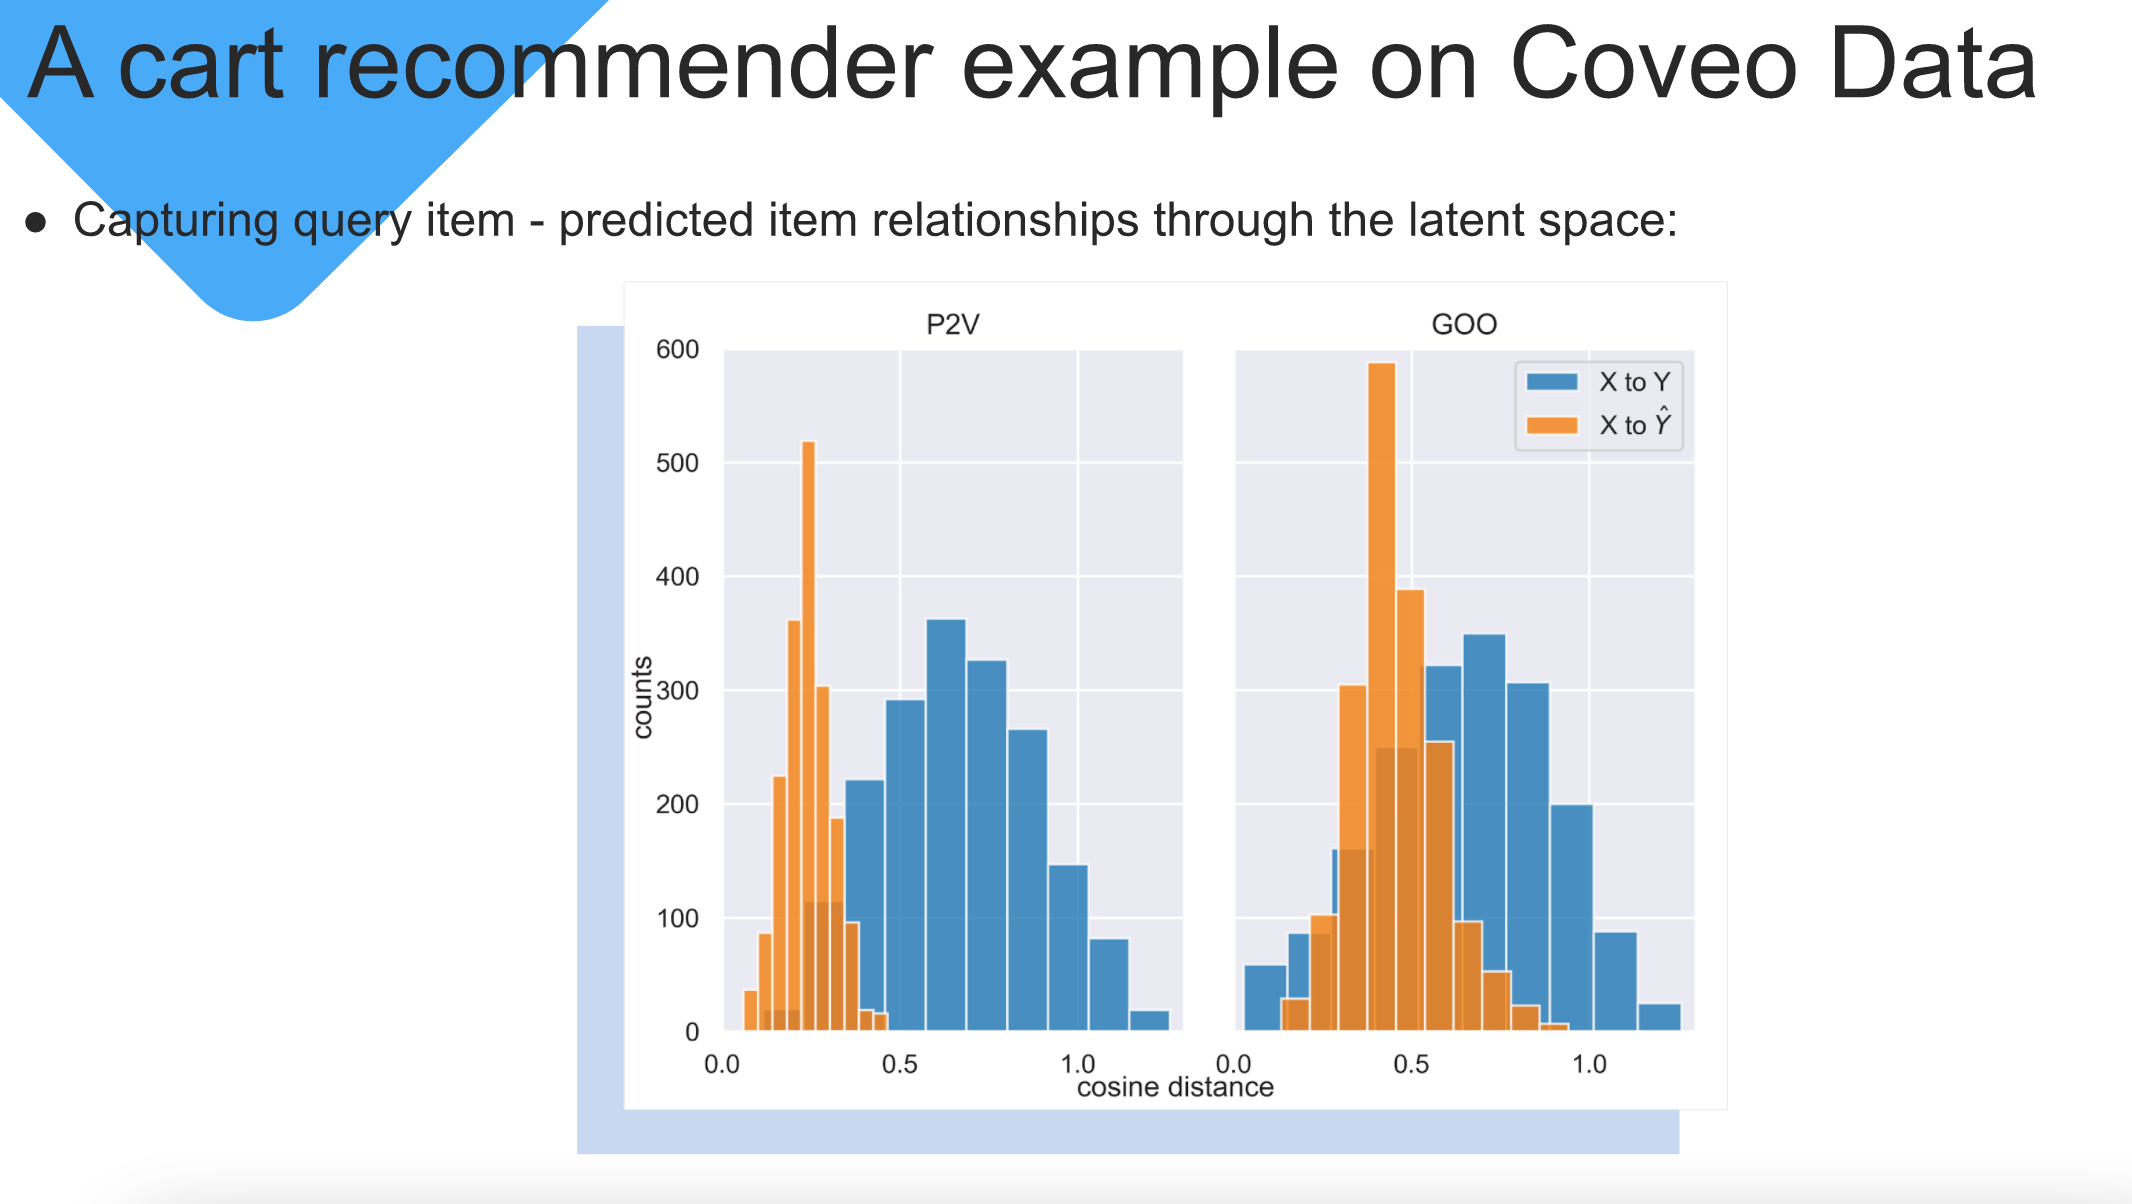 A cart recommender example on Coveo Data
● Capturing query item - predicted item relationships through the latent space:
P2V
GOO
X to Y
X to Ŷ
600
500
400
300
200
100
0
counts
0.0 0.5 1.0
0.0 0.5 1.0
cosine distance